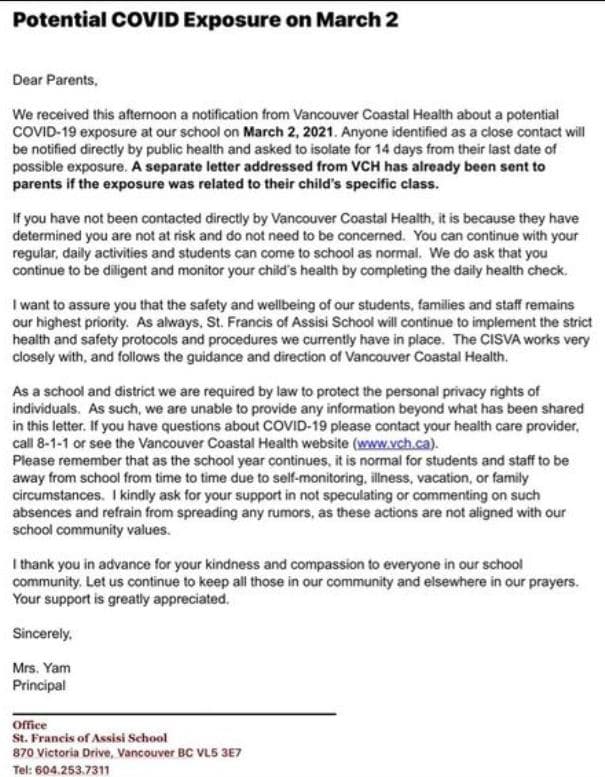 Potential COVID Exposure on March 2
Dear Parents,
We received this afternoon a notification from Vancouver Coastal Health about a potential
COVID-19 exposure at our school on March 2, 2021. Anyone identified as a close contact will
be notified directly by public health and asked to isolate for 14 days from their last date of
possible exposure. A separate letter addressed from VCH has already been sent to
parents if the exposure was related to their child's specific class.
If you have not been contacted directly by Vancouver Coastal Health, it is because they have
determined you are not at risk and do not need to be concerned. You can continue with your
regular, daily activities and students can come to school as normal. We do ask that you
continue to be diligent and monitor your child's health by completing the daily health check.
I want to assure you that the safety and wellbeing of our students, families and staff remains
our highest priority. As always, St. Francis of Assisi School will continue to implement the strict
health and safety protocols and procedures we currently have in place. The CISVA works very
closely with, and follows the guidance and direction of Vancouver Coastal Health.
As a school and district we are required by law to protect the personal privacy rights of
individuals. As such, we are unable to provide any information beyond what has been shared
in this letter. If you have questions about COVID-19 please contact your health care provider,
call 8-1-1 or see the Vancouver Coastal Health website (www.vch.ca).
Please remember that as the school year continues, it is normal for students and staff to be
away from school from time to time due to self-monitoring, illness, vacation, or family
circumstances. I kindly ask for your support in not speculating or commenting on such
absences and refrain from spreading any rumors, as these actions are not aligned with our
school community values.
I thank you in advance for your kindness and compassion to everyone in our school
community. Let us continue to keep all those in our community and elsewhere in our prayers.
Your support is greatly appreciated.
Sincerely,
Mrs. Yam
Principal
Office
St. Francis of Assisi School
870 Victoria Drive, Vancouver BC VL5 3E7
Tel: 604.253.7311